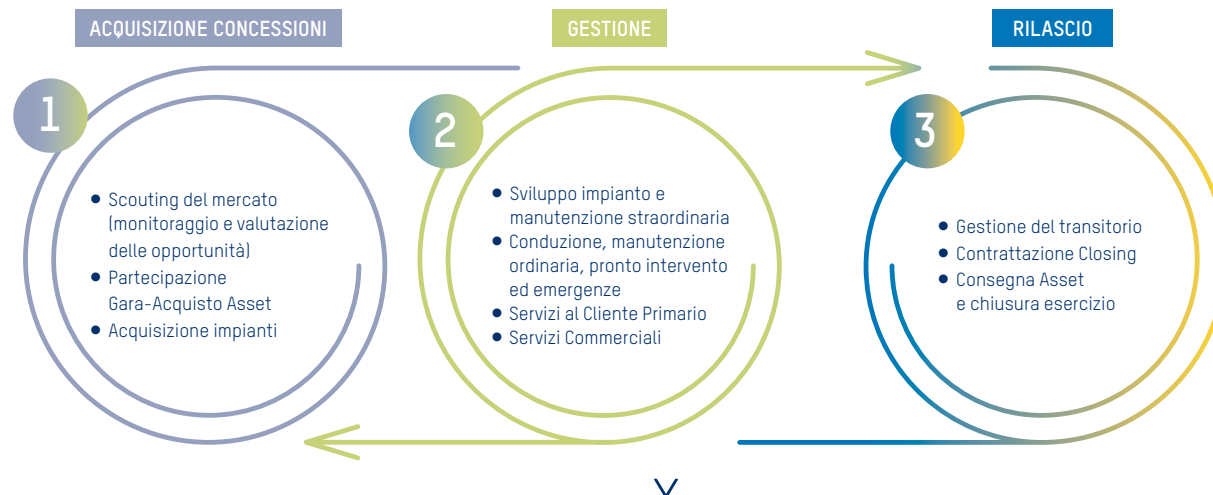 ACQUISIZIONE CONCESSIONI
1
● Scouting del mercato
(monitoraggio e valutazione
delle opportunità)
● Partecipazione
Gara-Acquisto Asset
● Acquisizione impianti
GESTIONE
2
● Sviluppo impianto e
manutenzione straordinaria
● Conduzione, manutenzione
ordinaria, pronto intervento
ed emergenze
● Servizi al Cliente Primario
● Servizi Commerciali
RILASCIO
3
● Gestione del transitorio
● Contrattazione Closing
● Consegna Asset
e chiusura esercizio